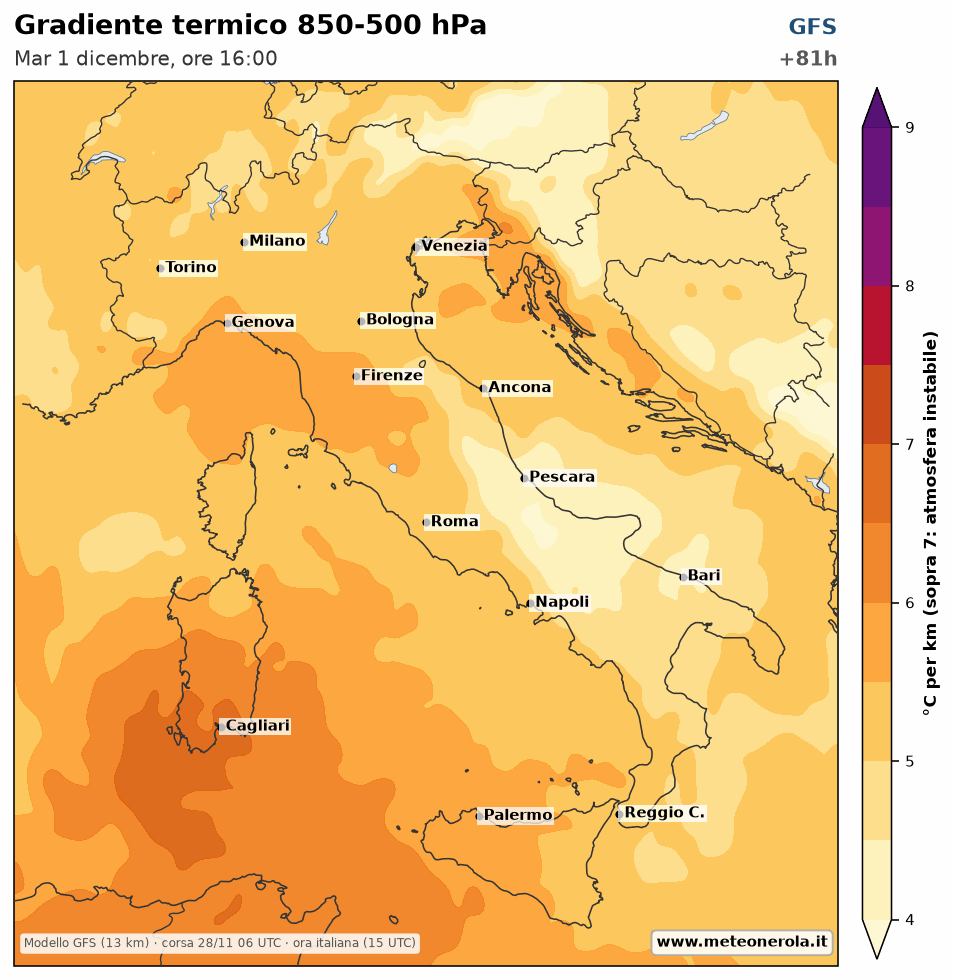 Gradiente termico 850-500 hPa
GFS
Mar 1 dicembre, ore 16:00
+81h
Milano
Venezia
Torino
Genova
Bologna
Firenze
Ancona
Pescara
Roma
Bari
Napoli
Cagliari
Palermo
Reggio C.
9
8
7
6
5
4
°C per km (sopra 7: atmosfera instabile)
Modello GFS (13 km) · corsa 28/11 06 UTC · ora italiana (15 UTC)
www.meteonerola.it